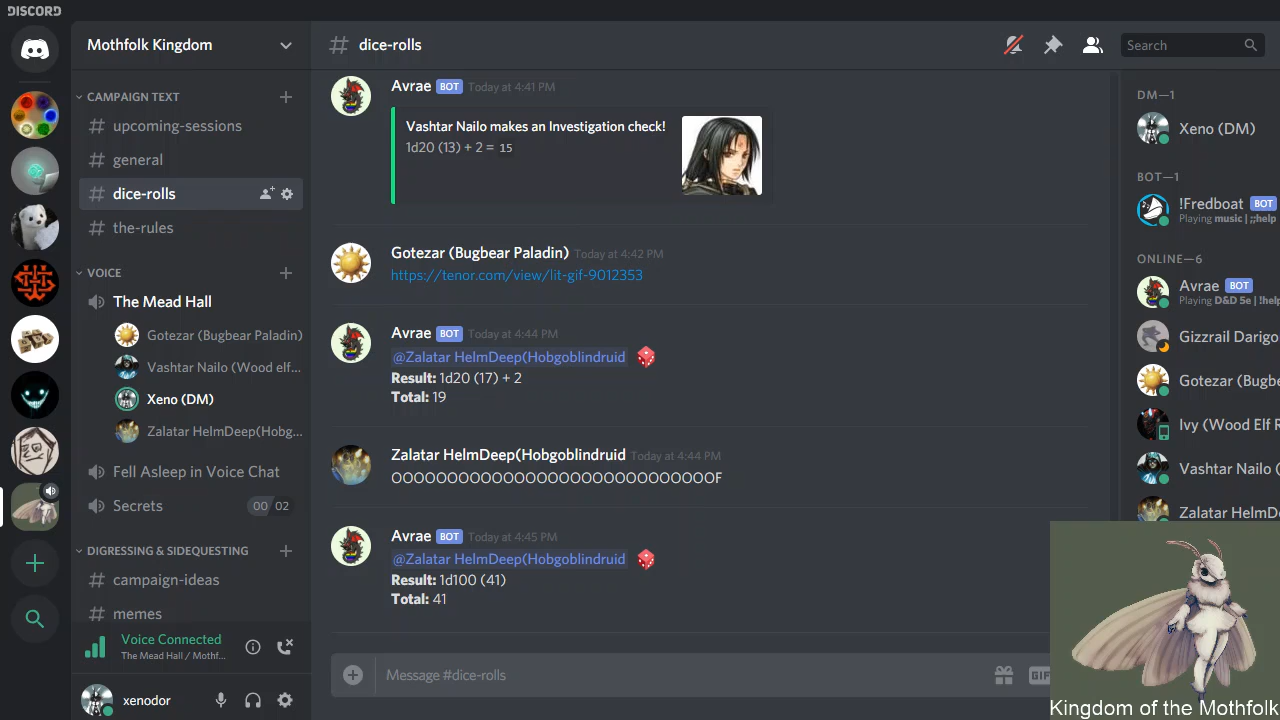 DISCORD
Mothfolk Kingdom
CAMPAIGN TEXT
# upcoming-sessions
# general
# dice-rolls
# the-rules
VOICE
The Mead Hall
Gotezar (Bugbear Paladin)
Vashtar Nailo (Wood elf...
Xeno (DM)
Zalatar HelmDeep(Hobg...
Fell Asleep in Voice Chat
Secrets 00 02
DIGRESSING & SIDEQUESTING
# campaign-ideas
# memes
Voice Connected
The Mead Hall / Mothf...
xenodor
# dice-rolls
Search
Avrae BOT Today at 4:41 PM
Vashtar Nailo makes an Investigation check!
1d20 (13) + 2 = 15
Gotezar (Bugbear Paladin) Today at 4:42 PM
https://tenor.com/view/lit-gif-9012353
Avrae BOT Today at 4:44 PM
@Zalatar HelmDeep(Hobgoblindruid
Result: 1d20 (17) + 2
Total: 19
Zalatar HelmDeep(Hobgoblindruid Today at 4:44 PM
OOOOOOOOOOOOOOOOOOOOOOOOOOOOOF
Avrae BOT Today at 4:45 PM
@Zalatar HelmDeep(Hobgoblindruid
Result: 1d100 (41)
Total: 41
Message #dice-rolls
GIF
DM—1
Xeno (DM)
BOT—1
!Fredboat BOT
Playing music | ;;help
ONLINE—6
Avrae BOT
Playing D&D 5e | !help
Gizzrail Darigo
Gotezar (Bugbe
Ivy (Wood Elf R
Vashtar Nailo (
Zalatar HelmDe
Kingdom of the Mothfolk